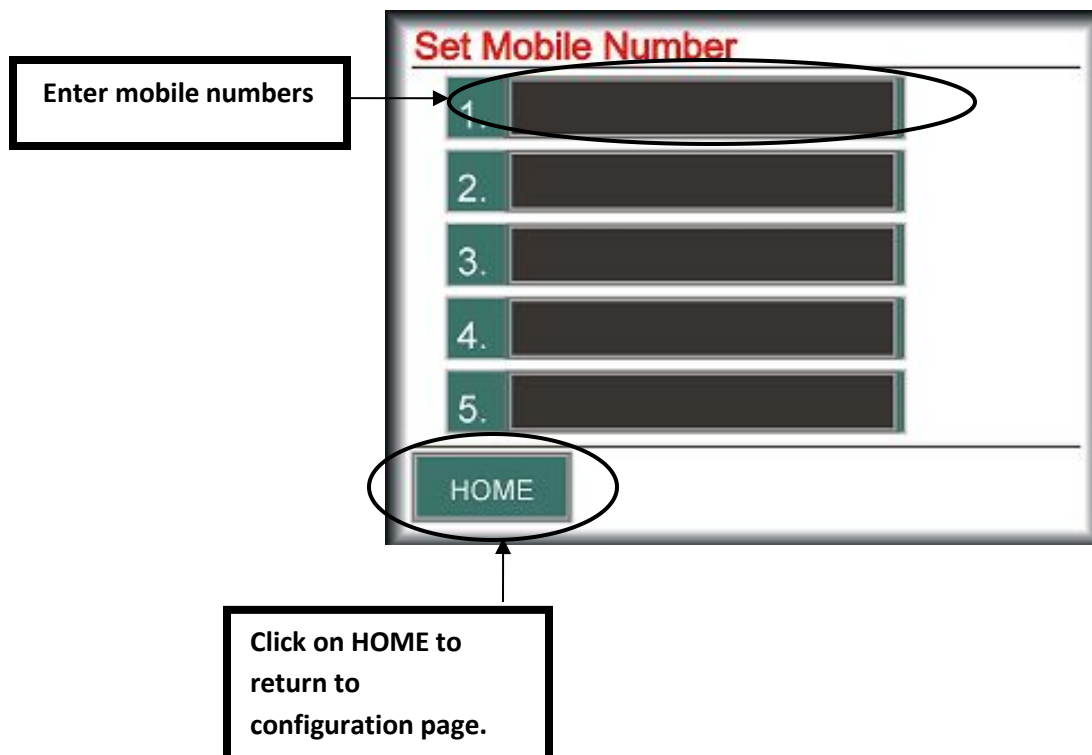 Set Mobile Number
Enter mobile numbers
1.
2.
3.
4.
5.
HOME
Click on HOME to
return to
configuration page.